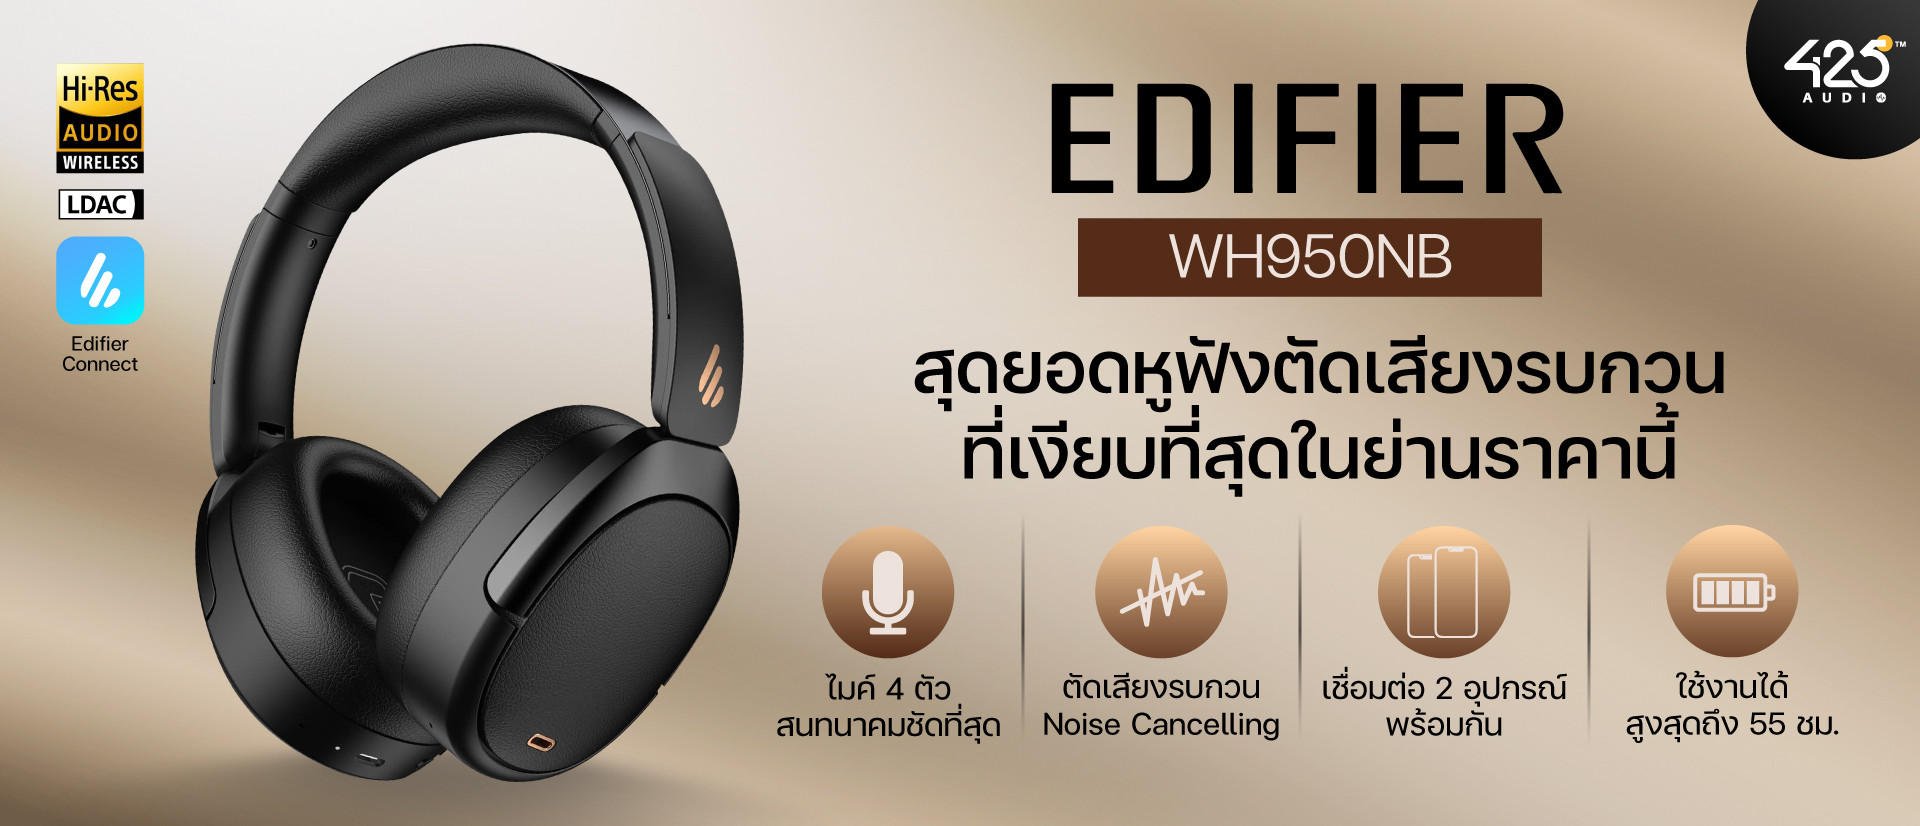 Hi-Res
AUDIO
WIRELESS
LDAC
Edifier
Connect
425™
AUDIO
EDIFIER
WH950NB
สุดยอดหูฟังตัดเสียงรบกวน
ที่เงียบที่สุดในย่านราคานี้
ไมค์ 4 ตัว
สนทนาคมชัดที่สุด
ตัดเสียงรบกวน
Noise Cancelling
เชื่อมต่อ 2 อุปกรณ์
พร้อมกัน
ใช้งานได้
สูงสุดถึง 55 ชม.